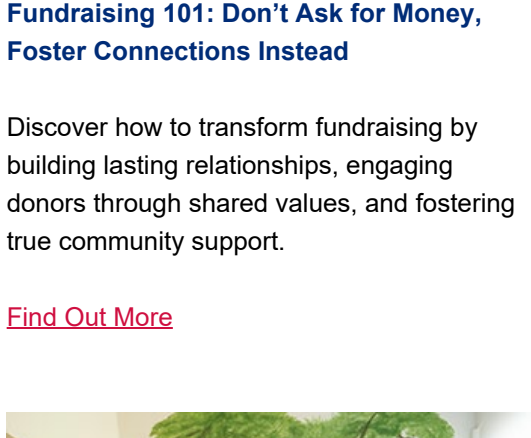 Fundraising 101: Don’t Ask for Money,
Foster Connections Instead
Discover how to transform fundraising by
building lasting relationships, engaging
donors through shared values, and fostering
true community support.
Find Out More